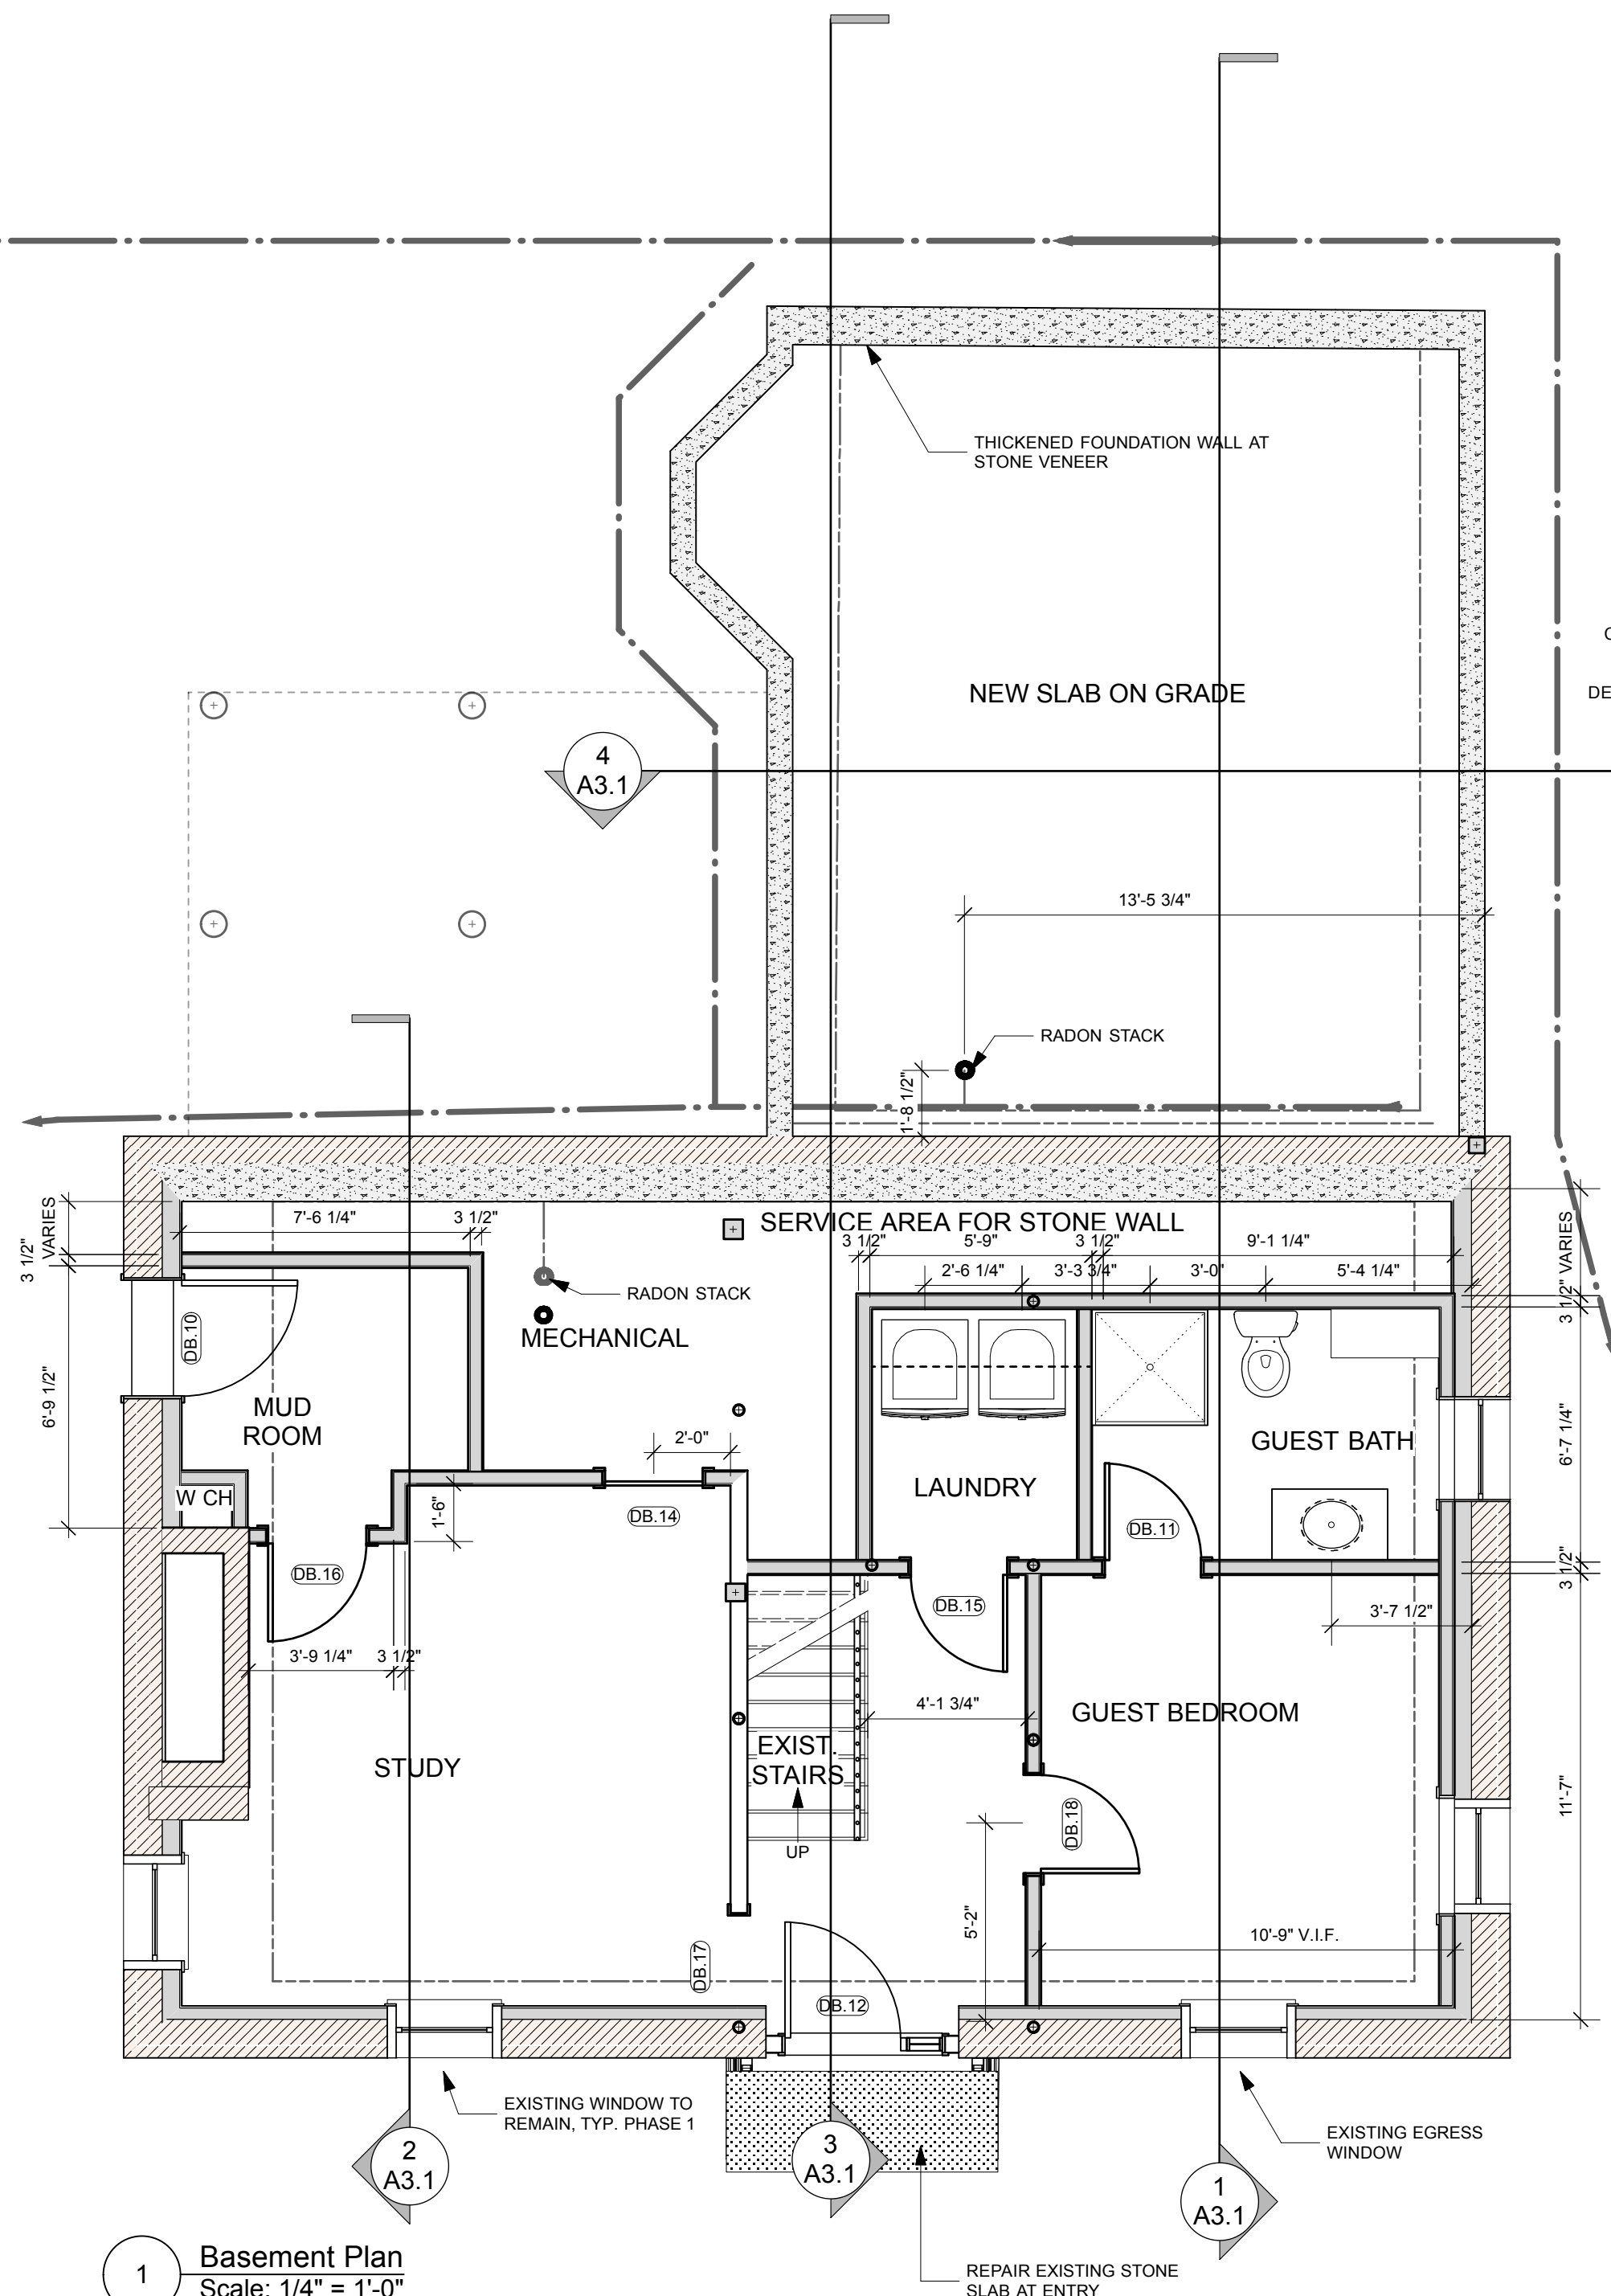 THICKENED FOUNDATION WALL AT
STONE VENEER
NEW SLAB ON GRADE
DE
4
A3.1
13'-5 3/4"
RADON STACK
1'-8 1/2"
VARIES
3 1/2"
7'-6 1/4"
3 1/2"
SERVICE AREA FOR STONE WALL
3 1/2"
5'-9"
3 1/2"
9'-1 1/4"
2'-6 1/4"
3'-3 3/4"
3'-0"
5'-4 1/4"
VARIES
3 1/2"
RADON STACK
MECHANICAL
DB.10
6'-9 1/2"
MUD
ROOM
2'-0"
GUEST BATH
6'-7 1/4"
W CH
LAUNDRY
1'-6"
DB.14
DB.11
DB.16
DB.15
3 1/2"
3'-7 1/2"
3'-9 1/4"
3 1/2"
4'-1 3/4"
GUEST BEDROOM
STUDY
EXIST.
STAIRS
UP
DB.18
11'-7"
5'-2"
10'-9" V.I.F.
DB.17
DB.12
EXISTING WINDOW TO
REMAIN, TYP. PHASE 1
EXISTING EGRESS
WINDOW
2
A3.1
3
A3.1
1
A3.1
1
Basement Plan
Scale: 1/4" = 1'-0"
REPAIR EXISTING STONE
SLAB AT ENTRY